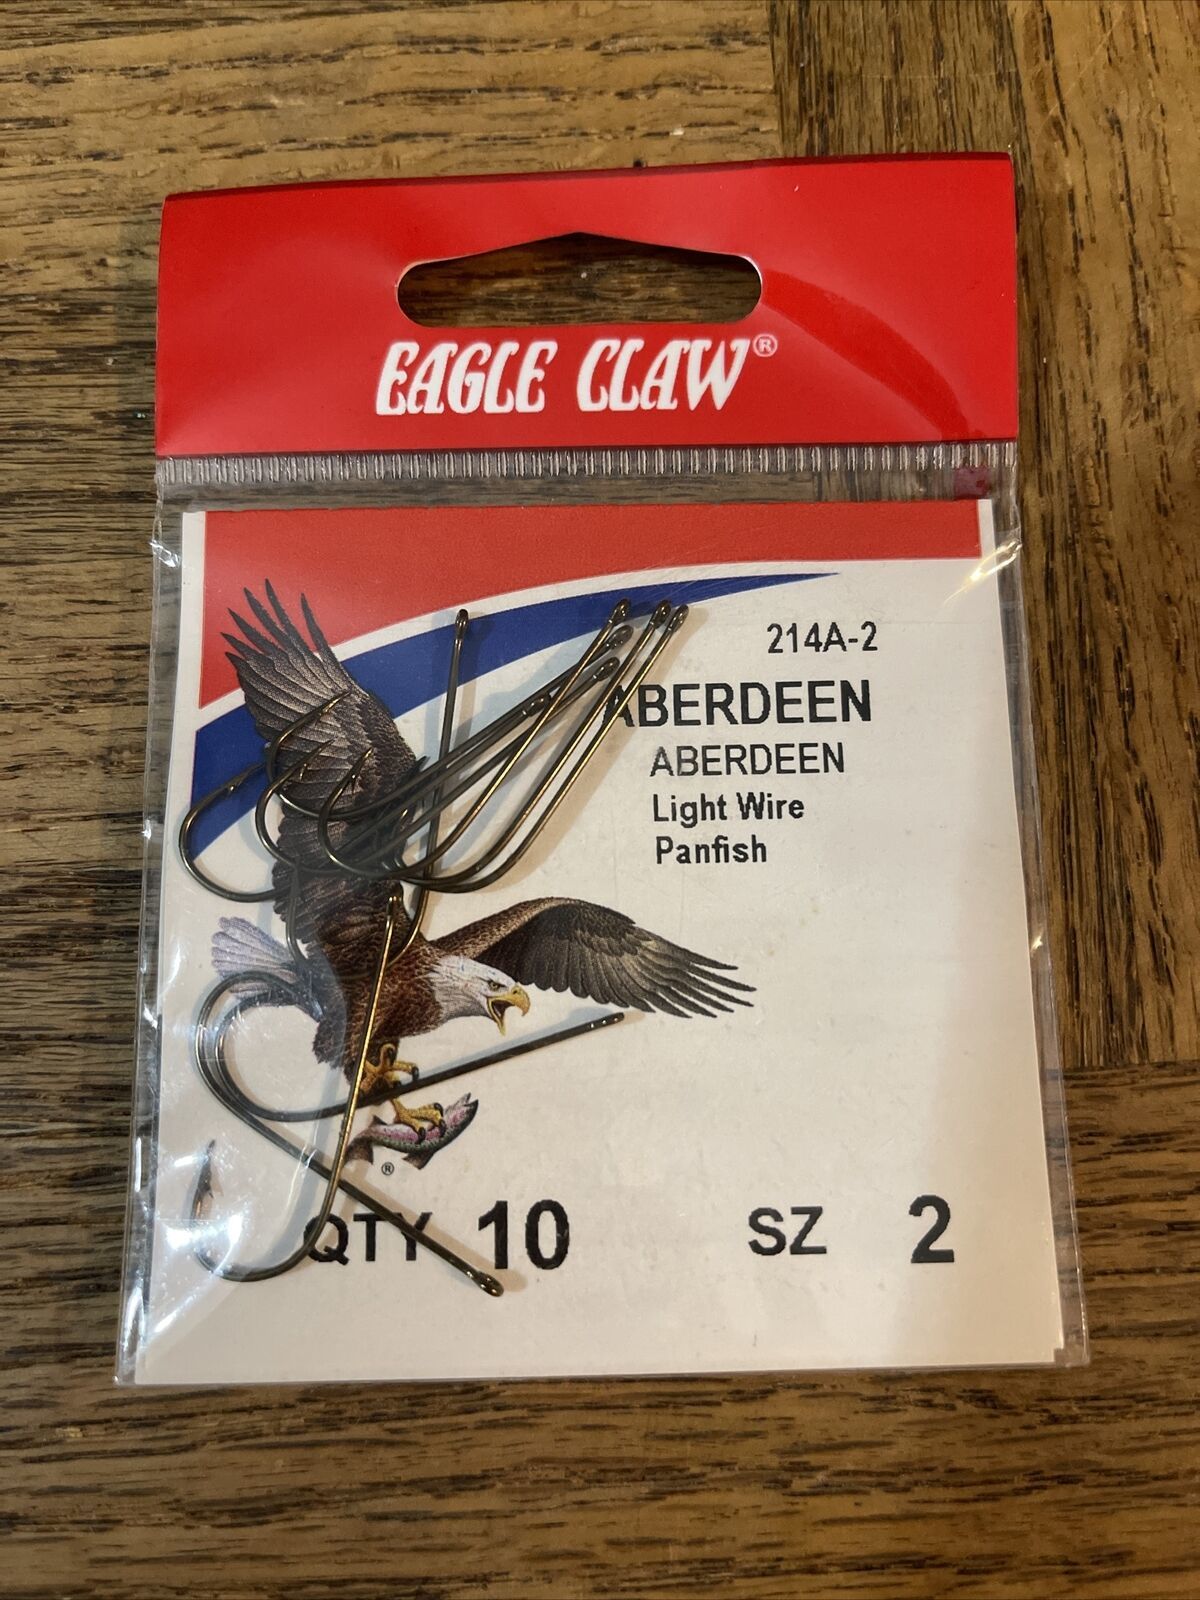 EAGLE CLAW®
214A-2
ABERDEEN
ABERDEEN
Light Wire
Panfish
®
QTY 10 SZ 2